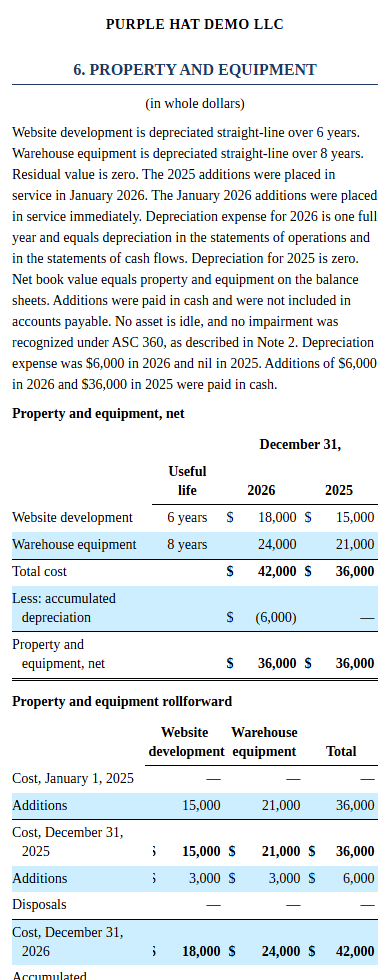 PURPLE HAT DEMO LLC
6. PROPERTY AND EQUIPMENT
(in whole dollars)
Website development is depreciated straight-line over 6 years.
Warehouse equipment is depreciated straight-line over 8 years.
Residual value is zero. The 2025 additions were placed in
service in January 2026. The January 2026 additions were placed
in service immediately. Depreciation expense for 2026 is one full
year and equals depreciation in the statements of operations and
in the statements of cash flows. Depreciation for 2025 is zero.
Net book value equals property and equipment on the balance
sheets. Additions were paid in cash and were not included in
accounts payable. No asset is idle, and no impairment was
recognized under ASC 360, as described in Note 2. Depreciation
expense was $6,000 in 2026 and nil in 2025. Additions of $6,000
in 2026 and $36,000 in 2025 were paid in cash.
Property and equipment, net
December 31,
Useful
life 2026 2025
Website development 6 years $ 18,000 $ 15,000
Warehouse equipment 8 years 24,000 21,000
Total cost $ 42,000 $ 36,000
Less: accumulated
depreciation $ (6,000) —
Property and
equipment, net $ 36,000 $ 36,000
Property and equipment rollforward
Website Warehouse
development equipment Total
Cost, January 1, 2025 — — —
Additions 15,000 21,000 36,000
Cost, December 31,
2025 $ 15,000 $ 21,000 $ 36,000
Additions $ 3,000 $ 3,000 $ 6,000
Disposals — — —
Cost, December 31,
2026 $ 18,000 $ 24,000 $ 42,000
Accumulated